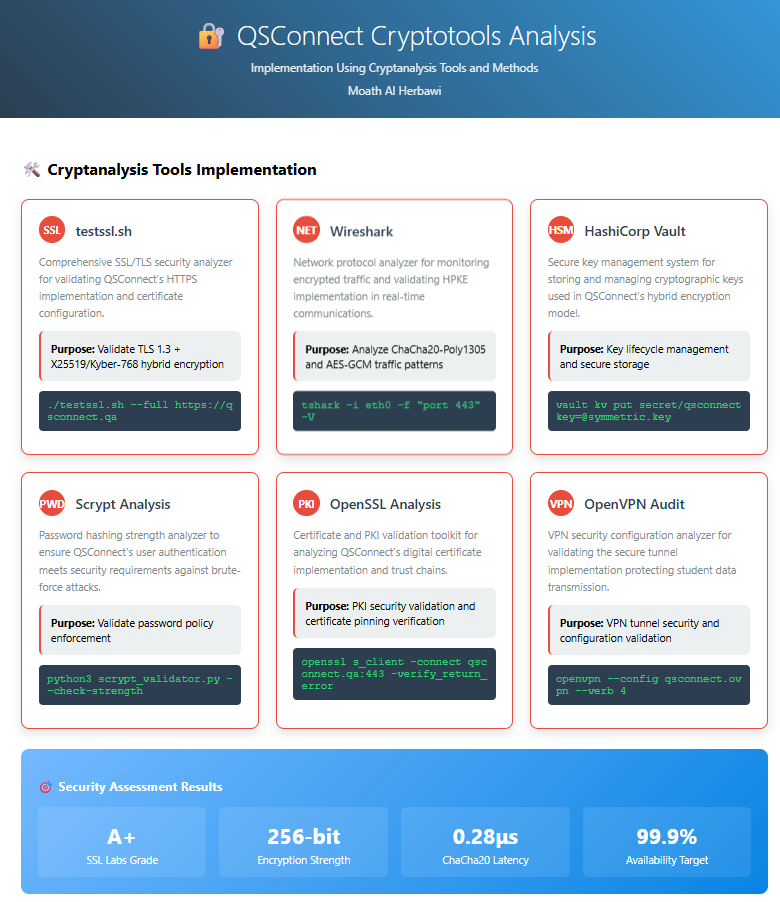 QSConnect Cryptotools Analysis
Implementation Using Cryptanalysis Tools and Methods
Moath Al Herbawi
Cryptanalysis Tools Implementation
SSL testssl.sh
Comprehensive SSL/TLS security analyzer
for validating QSConnect's HTTPS
implementation and certificate
configuration.
Purpose: Validate TLS 1.3 +
X25519/Kyber-768 hybrid encryption
./testssl.sh --full https://q
sconnect.qa
NET Wireshark
Network protocol analyzer for monitoring
encrypted traffic and validating HPKE
implementation in real-time
communications.
Purpose: Analyze ChaCha20-Poly1305
and AES-GCM traffic patterns
tshark -i eth0 -f "port 443"
-V
HSM HashiCorp Vault
Secure key management system for
storing and managing cryptographic keys
used in QSConnect's hybrid encryption
model.
Purpose: Key lifecycle management
and secure storage
vault kv put secret/qsconnect
key=@symmetric.key
PWD Scrypt Analysis
Password hashing strength analyzer to
ensure QSConnect's user authentication
meets security requirements against brute-
force attacks.
Purpose: Validate password policy
enforcement
python3 scrypt_validator.py -
-check-strength
PKI OpenSSL Analysis
Certificate and PKI validation toolkit for
analyzing QSConnect's digital certificate
implementation and trust chains.
Purpose: PKI security validation and
certificate pinning verification
openssl s_client -connect qsc
onnect.qa:443 -verify_return_
error
VPN OpenVPN Audit
VPN security configuration analyzer for
validating the secure tunnel
implementation protecting student data
transmission.
Purpose: VPN tunnel security and
configuration validation
openvpn --config qsconnect.ov
pn --verb 4
Security Assessment Results
A+
SSL Labs Grade
256-bit
Encryption Strength
0.28μs
ChaCha20 Latency
99.9%
Availability Target